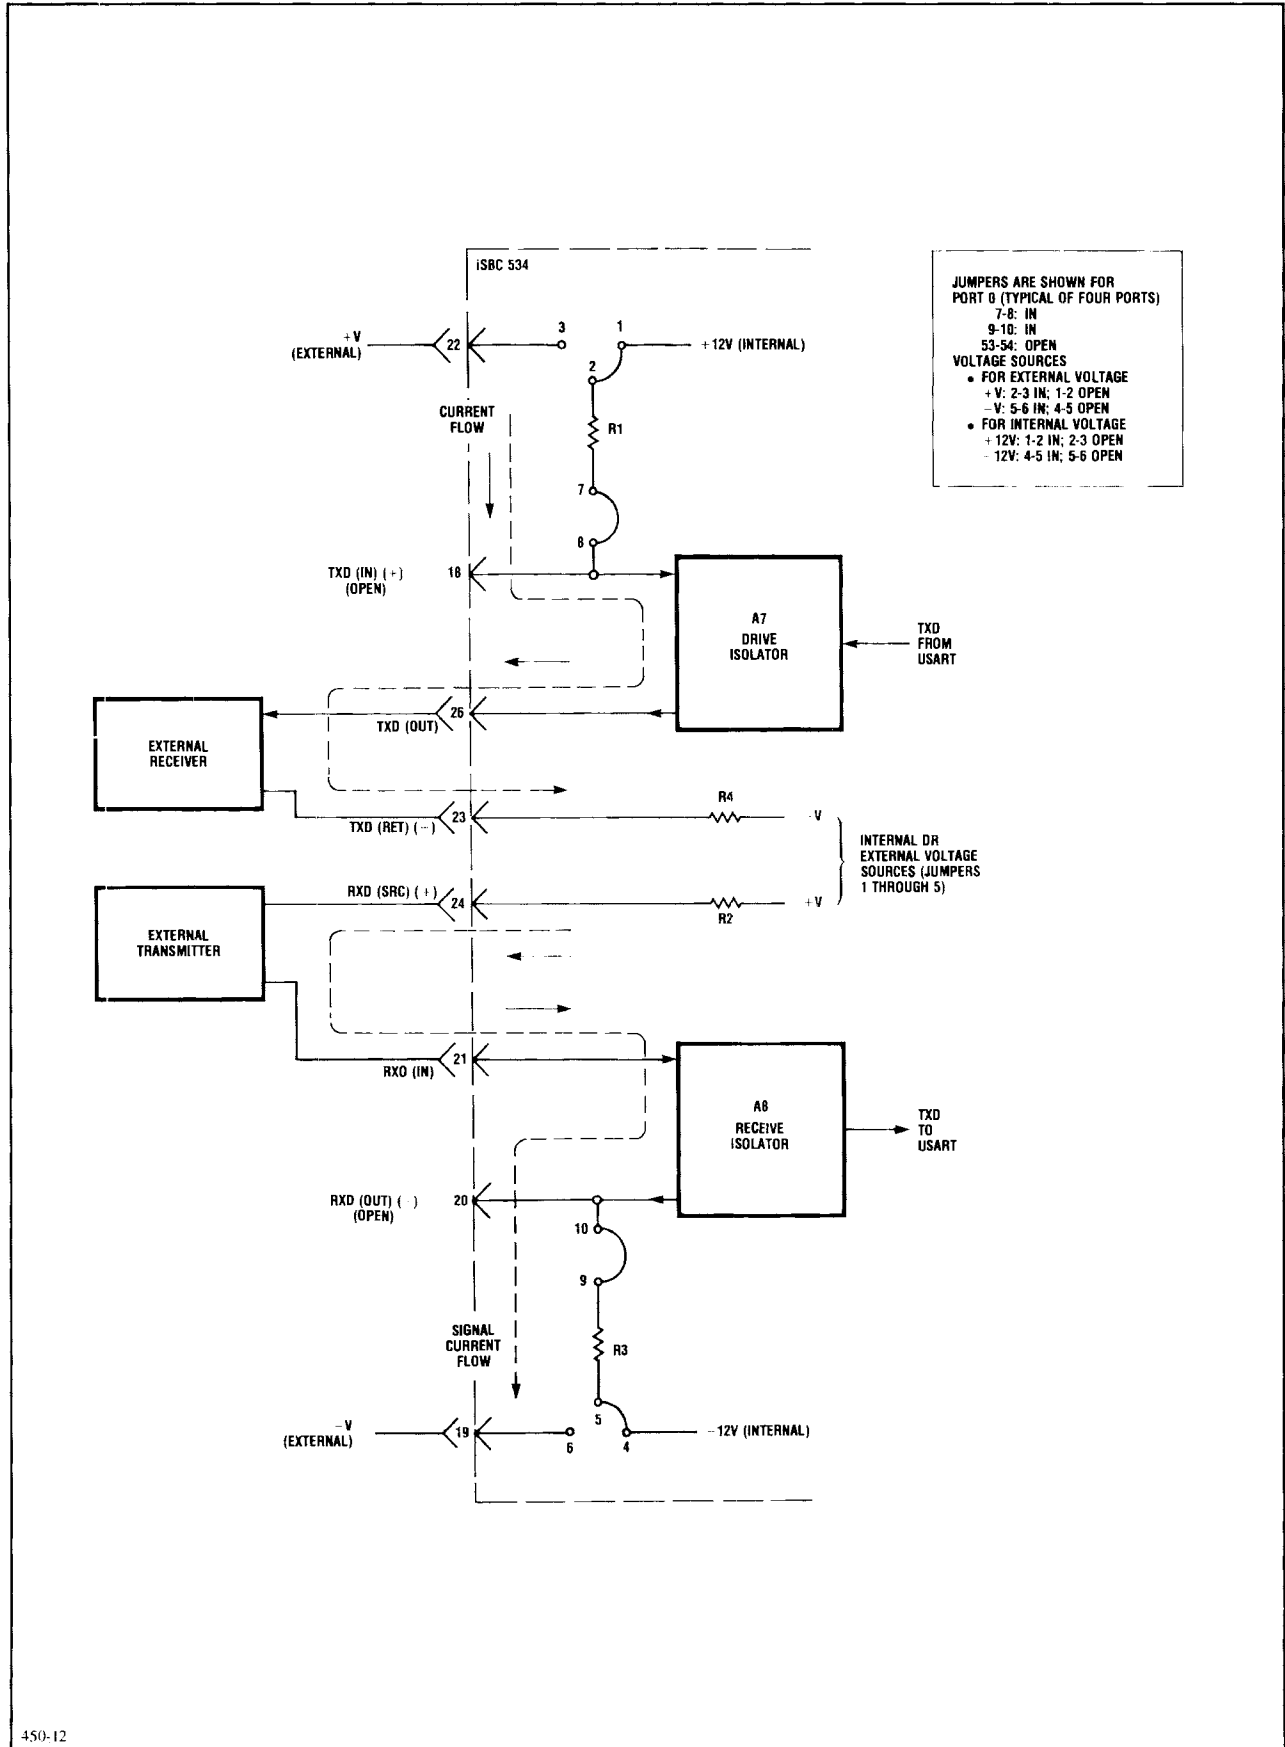 iSBC 534
JUMPERS ARE SHOWN FOR
PORT 0 (TYPICAL OF FOUR PORTS)
7-8: IN
9-10: IN
53-54: OPEN
VOLTAGE SOURCES
• FOR EXTERNAL VOLTAGE
+V: 2-3 IN; 1-2 OPEN
−V: 5-6 IN; 4-5 OPEN
• FOR INTERNAL VOLTAGE
+12V: 1-2 IN; 2-3 OPEN
-12V: 4-5 IN; 5-6 OPEN
+V
(EXTERNAL)
22
3
1
+12V (INTERNAL)
2
CURRENT
FLOW
R1
7
8
TXD (IN) (+)
(OPEN)
18
A7
DRIVE
ISOLATOR
TXD
FROM
USART
EXTERNAL
RECEIVER
TXD (OUT)
26
TXD (RET) (−)
23
R4
-V
INTERNAL OR
EXTERNAL VOLTAGE
SOURCES (JUMPERS
1 THROUGH 5)
RXD (SRC) (+)
24
R2
+V
EXTERNAL
TRANSMITTER
RXO (IN)
21
A8
RECEIVE
ISOLATOR
TXD
TO
USART
RXD (OUT) (−)
(OPEN)
20
10
9
SIGNAL
CURRENT
FLOW
R3
5
−V
(EXTERNAL)
19
6
4
−12V (INTERNAL)
450-12